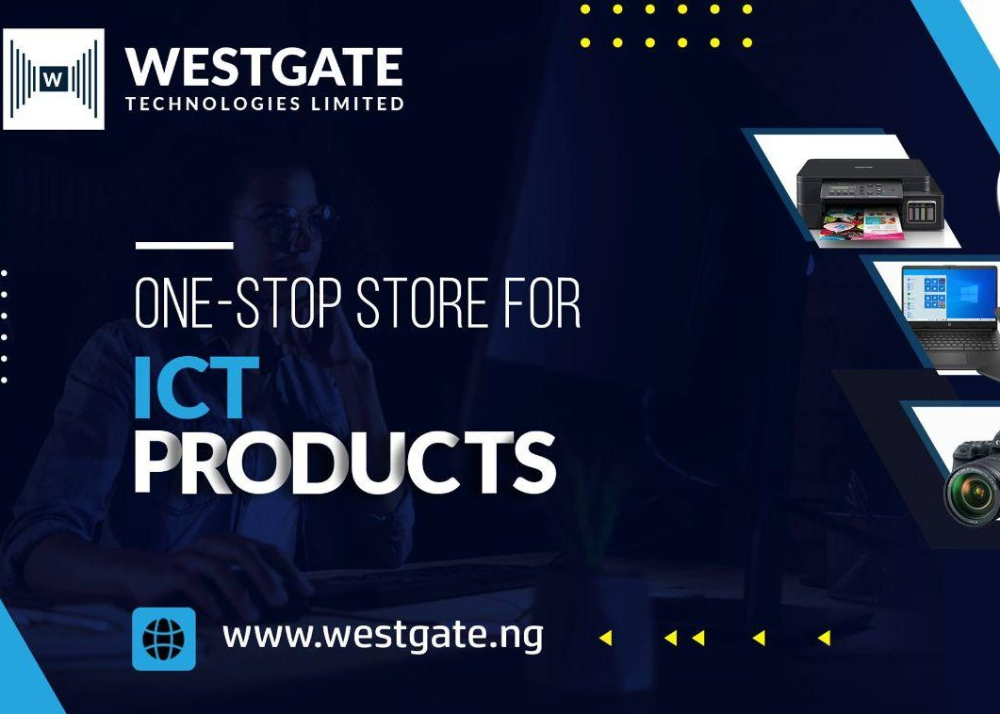 W
WESTGATE
TECHNOLOGIES LIMITED
ONE-STOP STORE FOR
ICT
PRODUCTS
www.westgate.ng